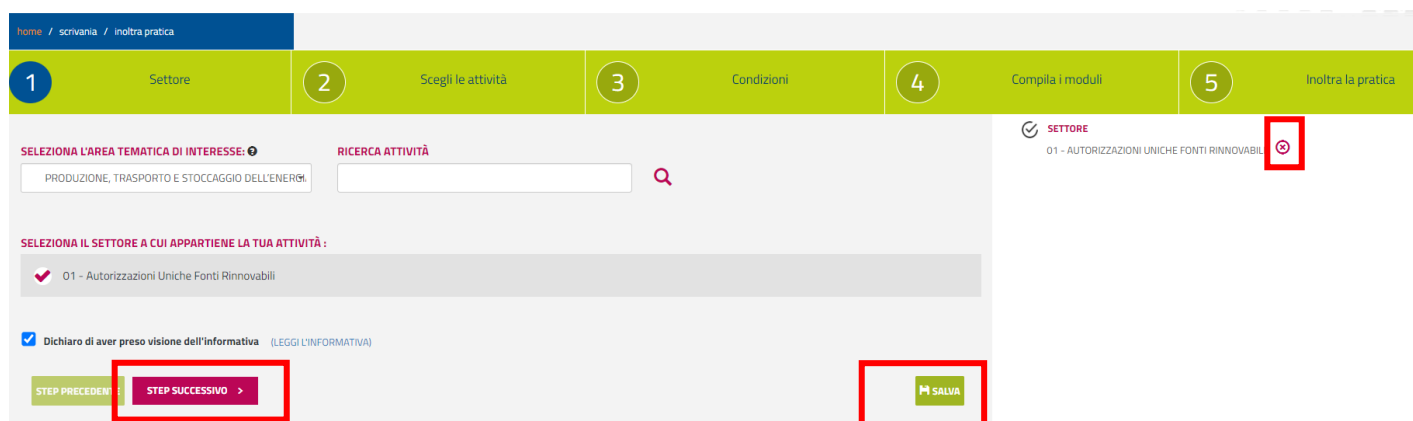 home / scrivania / inoltra pratica
1 Settore 2 Scegli le attività 3 Condizioni 4 Compila i moduli 5 Inoltra la pratica
SETTORE
01 - AUTORIZZAZIONI UNICHE FONTI RINNOVABIL
SELEZIONA L'AREA TEMATICA DI INTERESSE: RICERCA ATTIVITÀ
PRODUZIONE, TRASPORTO E STOCCAGGIO DELL'ENERGI
SELEZIONA IL SETTORE A CUI APPARTIENE LA TUA ATTIVITÀ :
01 - Autorizzazioni Uniche Fonti Rinnovabili
Dichiaro di aver preso visione dell'informativa (LEGGI L'INFORMATIVA)
STEP PRECEDENTE STEP SUCCESSIVO > SALVA